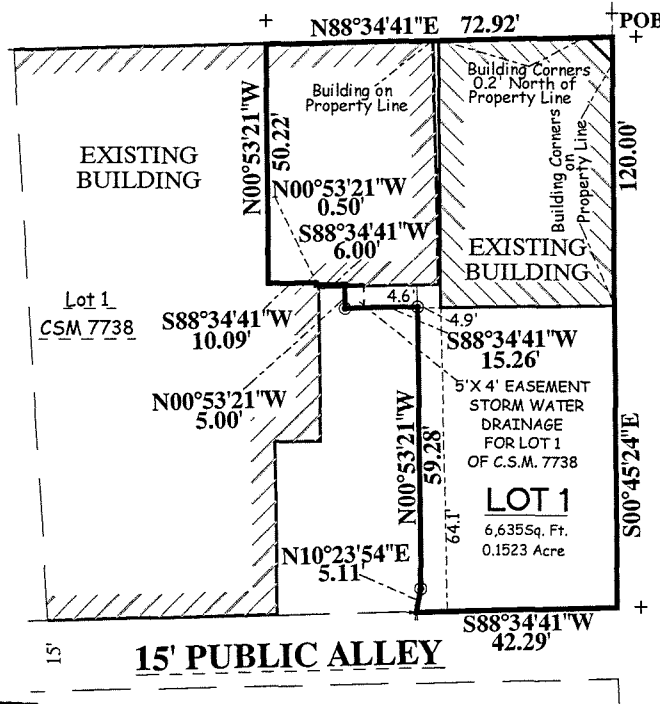 N88°34'41"E 72.92'
POB
Building on
Property Line
Building Corners
0.2' North of
Property Line
N00°53'21"W
50.22'
EXISTING
BUILDING
Building Corners
on
Property Line
120.00'
N00°53'21"W
0.50'
S88°34'41"W
6.00'
EXISTING
BUILDING
Lot 1
CSM 7738
4.6'
S88°34'41"W
10.09'
4.9'
S88°34'41"W
15.26'
N00°53'21"W
5.00'
5'X 4' EASEMENT
STORM WATER
DRAINAGE
FOR LOT 1
OF C.S.M. 7738
N00°53'21"W
59.28'
S00°45'24"E
LOT 1
6,635Sq. Ft.
0.1523 Acre
64.1'
N10°23'54"E
5.11'
S88°34'41"W
42.29'
15'
15' PUBLIC ALLEY